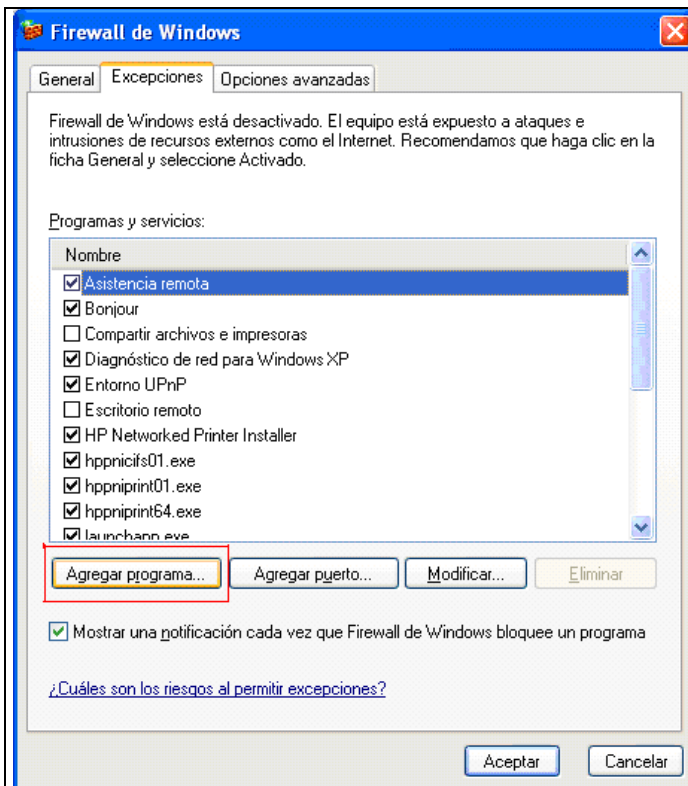 Firewall de Windows
General Excepciones Opciones avanzadas
Firewall de Windows está desactivado. El equipo está expuesto a ataques e
intrusiones de recursos externos como el Internet. Recomendamos que haga clic en la
ficha General y seleccione Activado.
Programas y servicios:
Nombre
Asistencia remota
Bonjour
Compartir archivos e impresoras
Diagnóstico de red para Windows XP
Entorno UPnP
Escritorio remoto
HP Networked Printer Installer
hppnicifs01.exe
hppniprint01.exe
hppniprint64.exe
launchapp.exe
Agregar programa... Agregar puerto... Modificar... Eliminar
Mostrar una notificación cada vez que Firewall de Windows bloquee un programa
¿Cuáles son los riesgos al permitir excepciones?
Aceptar Cancelar